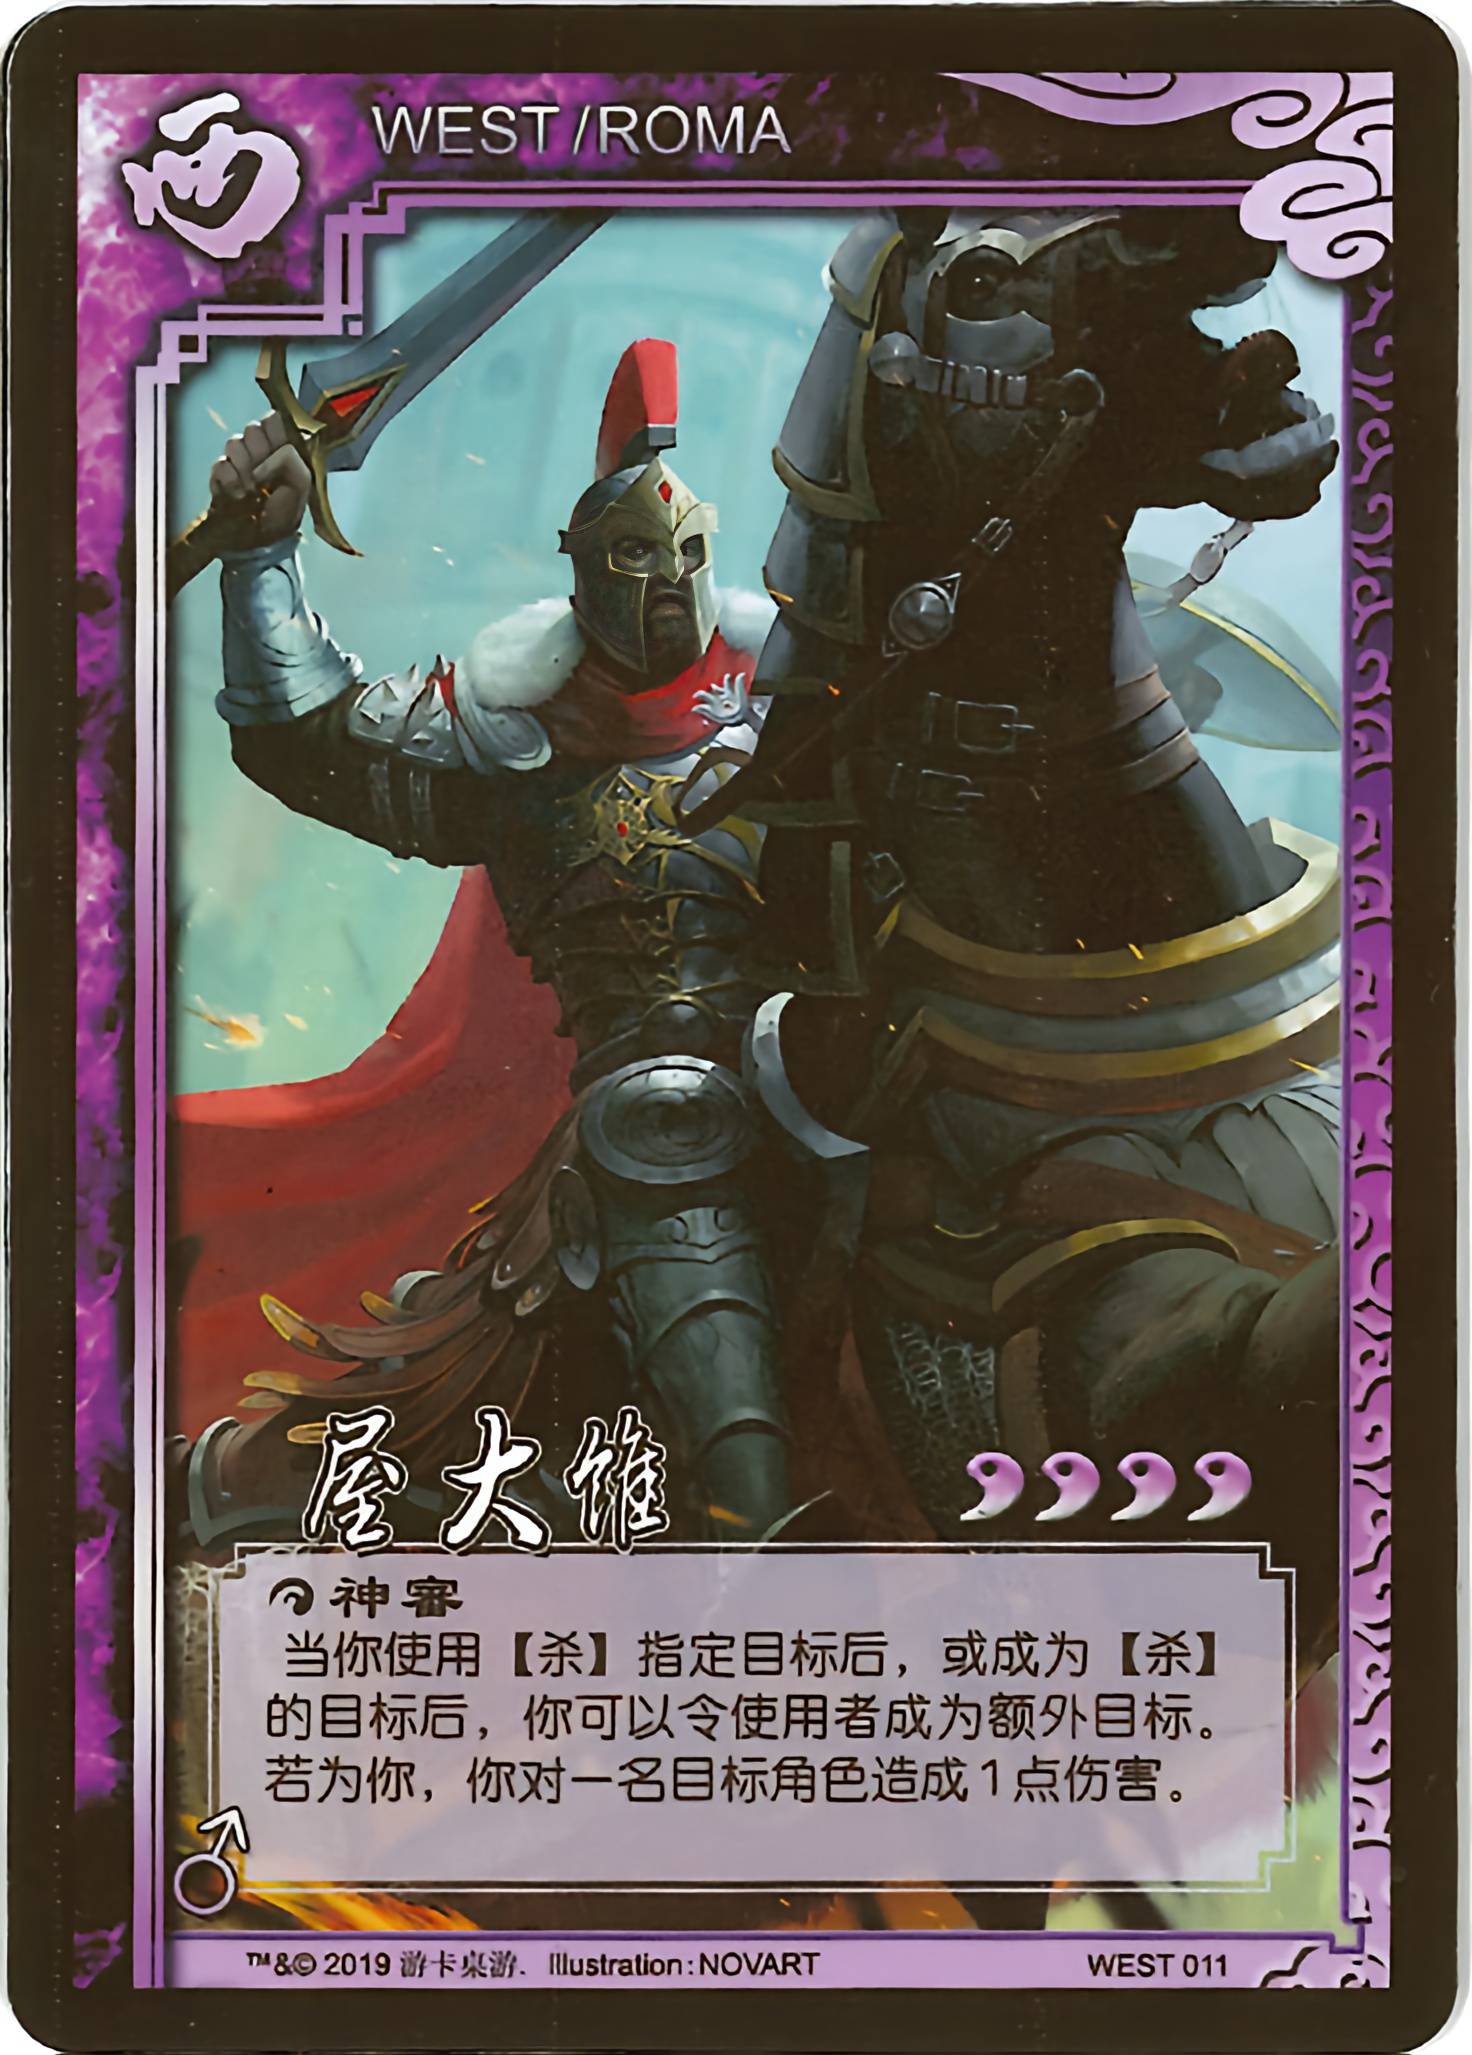 西
WEST/ROMA
屋大维
神审
当你使用【杀】指定目标后，或成为【杀】
的目标后，你可以令使用者成为额外目标。
若为你，你对一名目标角色造成1点伤害。
™&© 2019 游卡桌游. Illustration:NOVART
WEST 011